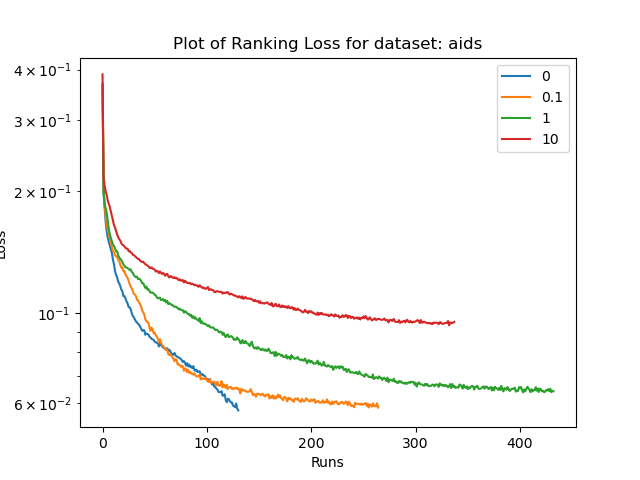 Plot of Ranking Loss for dataset: aids
4 × 10⁻¹
3 × 10⁻¹
2 × 10⁻¹
10⁻¹
6 × 10⁻²
Loss
0
0.1
1
10
0 100 200 300 400
Runs